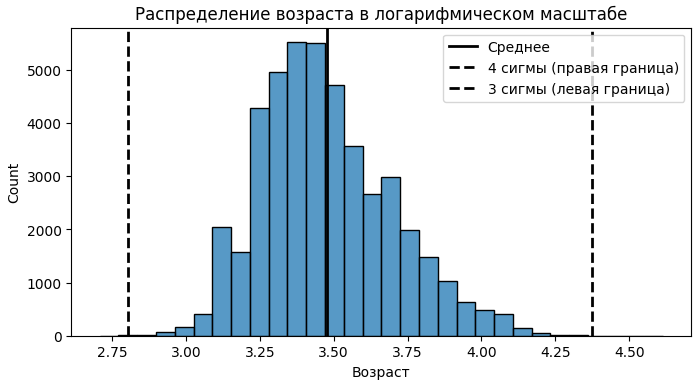 Распределение возраста в логарифмическом масштабе
Среднее
4 сигмы (правая граница)
3 сигмы (левая граница)
Count
5000
4000
3000
2000
1000
0
2.75 3.00 3.25 3.50 3.75 4.00 4.25 4.50
Возраст